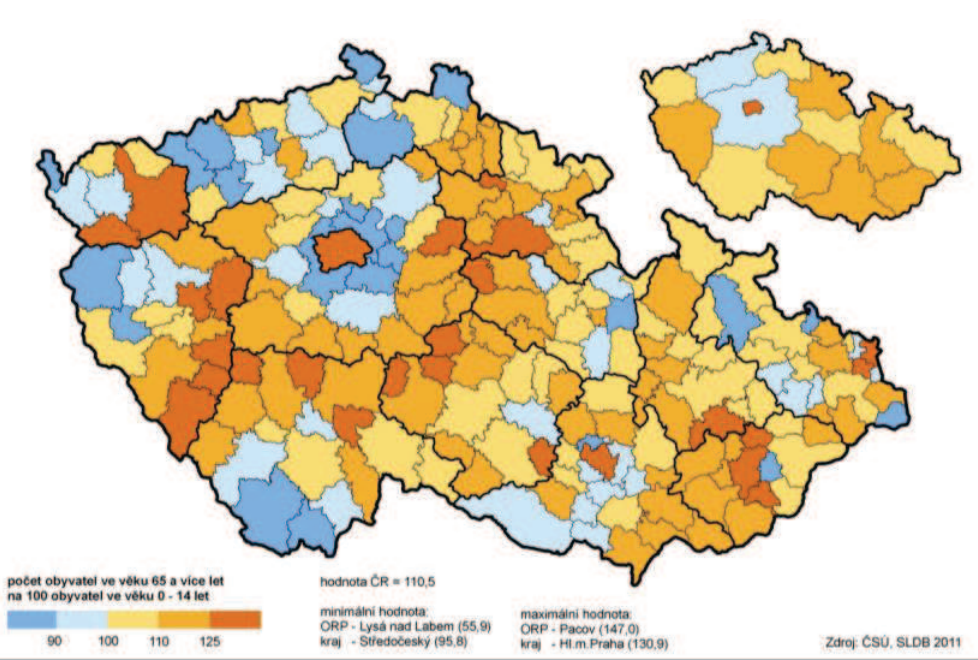 počet obyvatel ve věku 65 a více let
na 100 obyvatel ve věku 0 - 14 let
90 100 110 125
hodnota ČR = 110,5
minimální hodnota:
ORP - Lysá nad Labem (55,9)
kraj - Středočeský (95,8)
maximální hodnota:
ORP - Pacov (147,0)
kraj - Hl.m.Praha (130,9)
Zdroj: ČSÚ, SLDB 2011